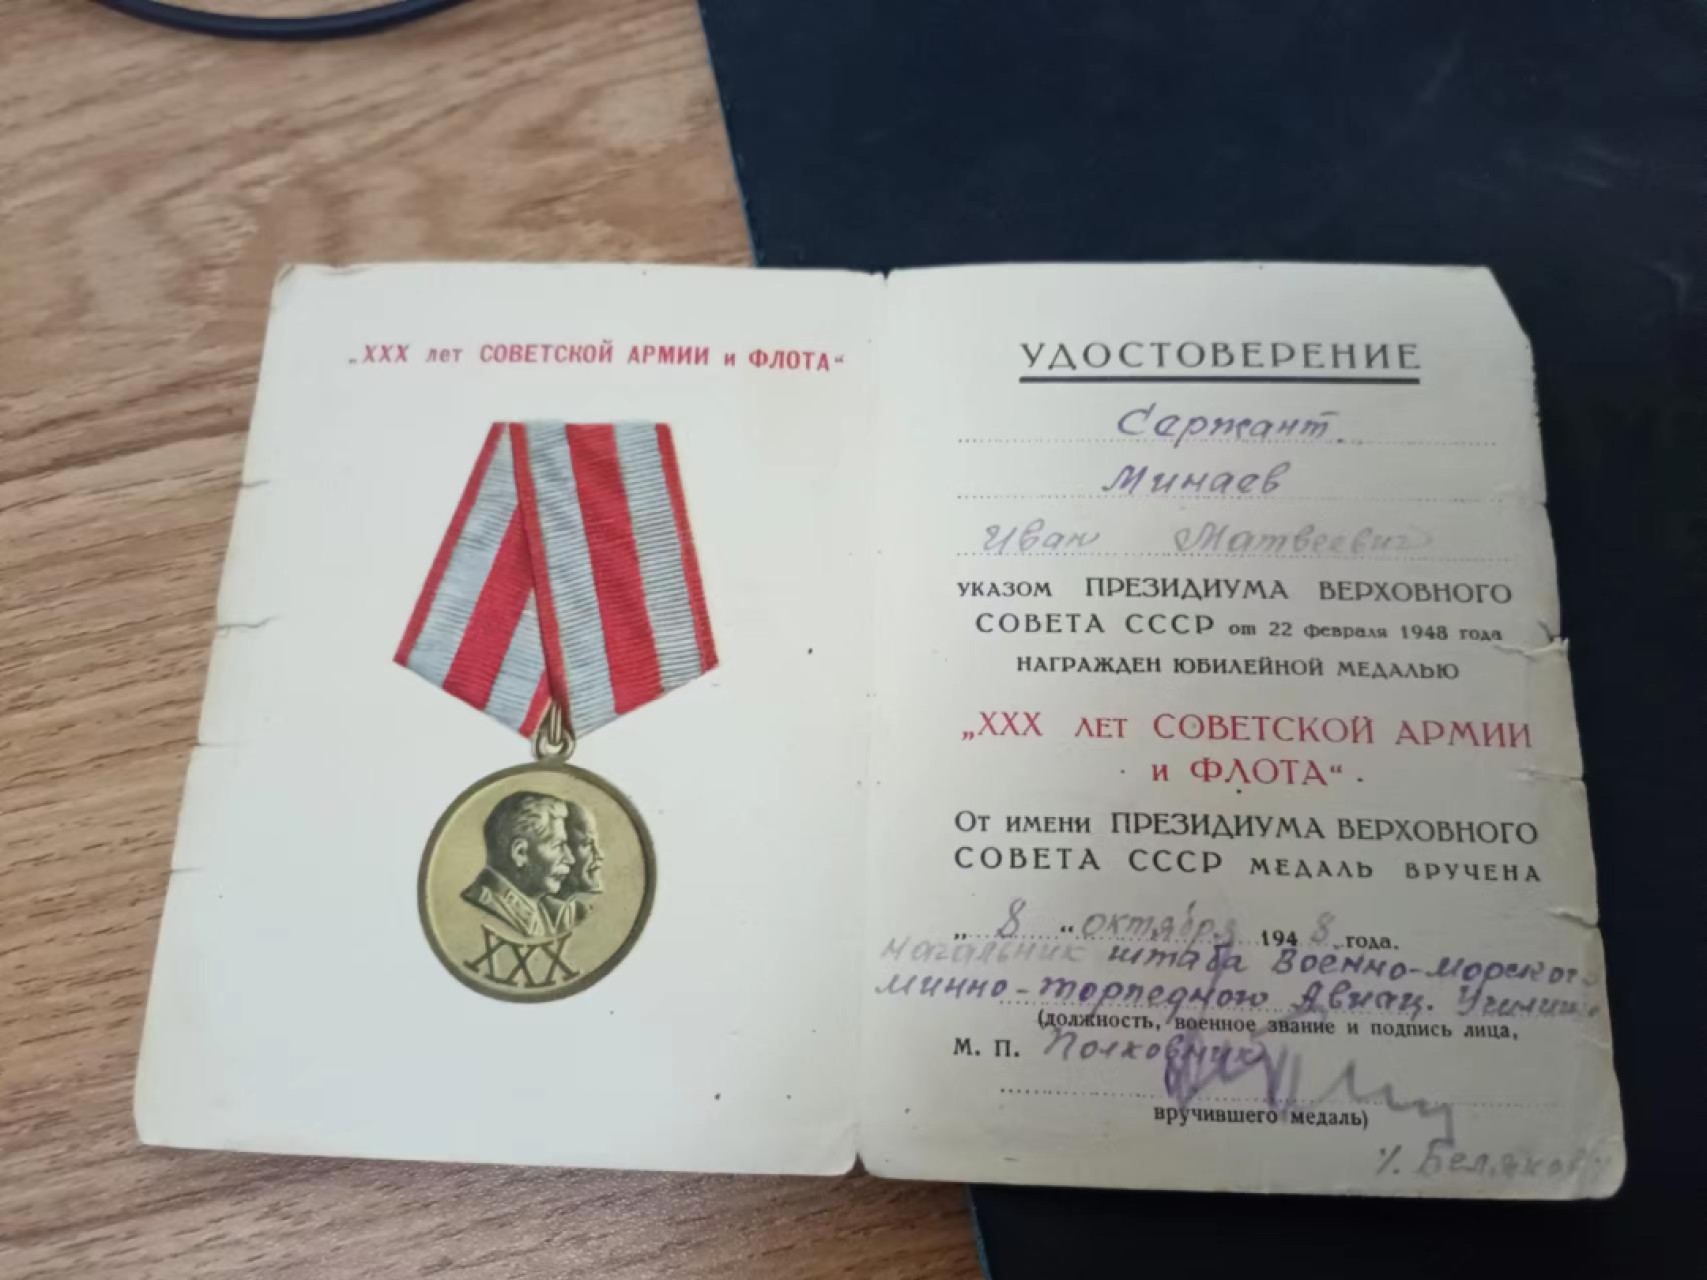 „XXX лет СОВЕТСКОЙ АРМИИ и ФЛОТА“
XXX
УДОСТОВЕРЕНИЕ
Сержант
Минаев
Иван Матвеевич
УКАЗОМ ПРЕЗИДИУМА ВЕРХОВНОГО
СОВЕТА СССР от 22 февраля 1948 года
НАГРАЖДЕН ЮБИЛЕЙНОЙ МЕДАЛЬЮ
„XXX ЛЕТ СОВЕТСКОЙ АРМИИ
и ФЛОТА“
От имени ПРЕЗИДИУМА ВЕРХОВНОГО
СОВЕТА СССР МЕДАЛЬ ВРУЧЕНА
„8“ октября 1948 года.
начальник штаба Военно-морского
минно-торпедного Авиац. Училища
(должность, военное звание и подпись лица,
М. П. Полковник
вручившего медаль)